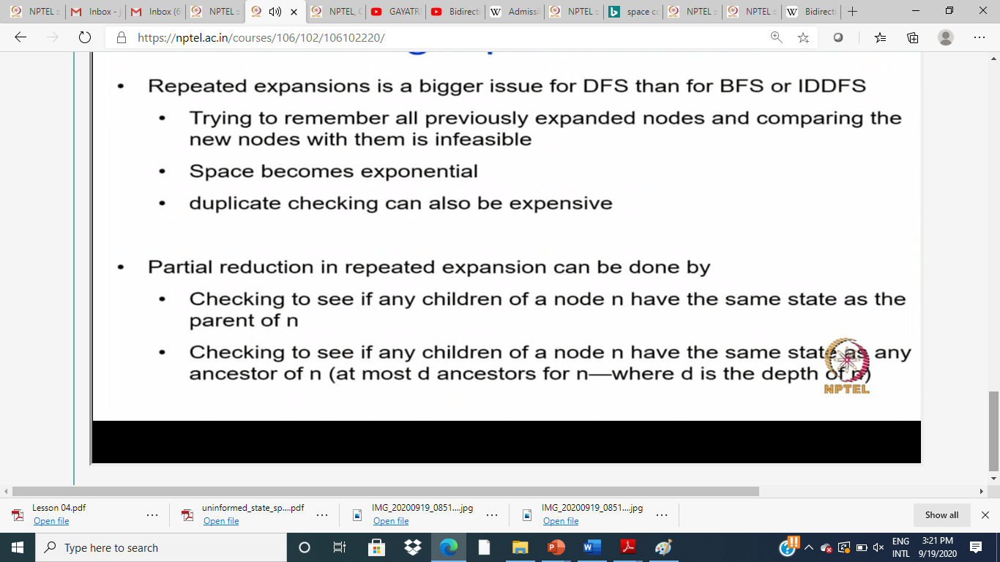 NPTEL ::
Inbox - j
Inbox (6
NPTEL ::
NPTEL ::
NPTEL, C
GAYATRI
Bidirecti
Admissil
NPTEL ::
space co
NPTEL ::
NPTEL ::
Bidirecti
https://nptel.ac.in/courses/106/102/106102220/
• Repeated expansions is a bigger issue for DFS than for BFS or IDDFS
• Trying to remember all previously expanded nodes and comparing the
new nodes with them is infeasible
• Space becomes exponential
• duplicate checking can also be expensive
• Partial reduction in repeated expansion can be done by
• Checking to see if any children of a node n have the same state as the
parent of n
• Checking to see if any children of a node n have the same state as any
ancestor of n (at most d ancestors for n—where d is the depth of n)
NPTEL
Lesson 04.pdf
Open file
uninformed_state_sp....pdf
Open file
IMG_20200919_0851....jpg
Open file
IMG_20200919_0851....jpg
Open file
Show all
Type here to search
ENG
INTL
3:21 PM
9/19/2020